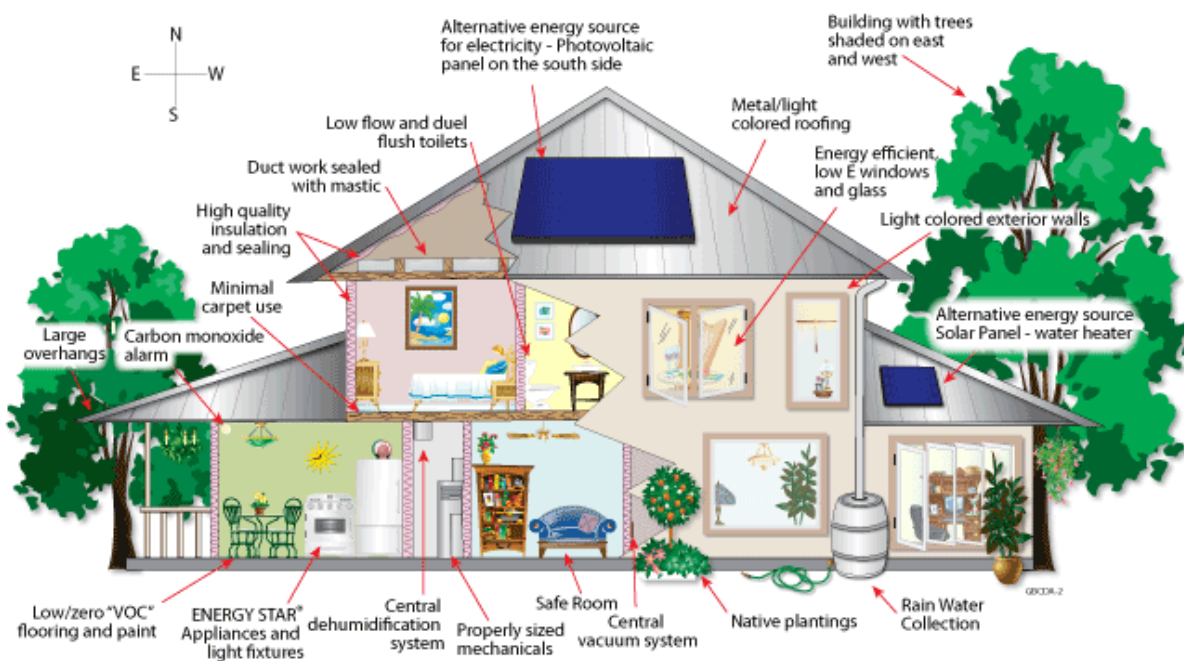 N
E
W
S
Alternative energy source
for electricity - Photovoltaic
panel on the south side
Building with trees
shaded on east
and west
Metal/light
colored roofing
Low flow and duel
flush toilets
Energy efficient,
low E windows
and glass
Duct work sealed
with mastic
High quality
insulation
and sealing
Light colored exterior walls
Minimal
carpet use
Alternative energy source
Solar Panel - water heater
Large
overhangs
Carbon monoxide
alarm
GBCDA-2
Low/zero "VOC"
flooring and paint
ENERGY STAR®
Appliances and
light fixtures
Central
dehumidification
system
Properly sized
mechanicals
Safe Room
Central
vacuum system
Native plantings
Rain Water
Collection